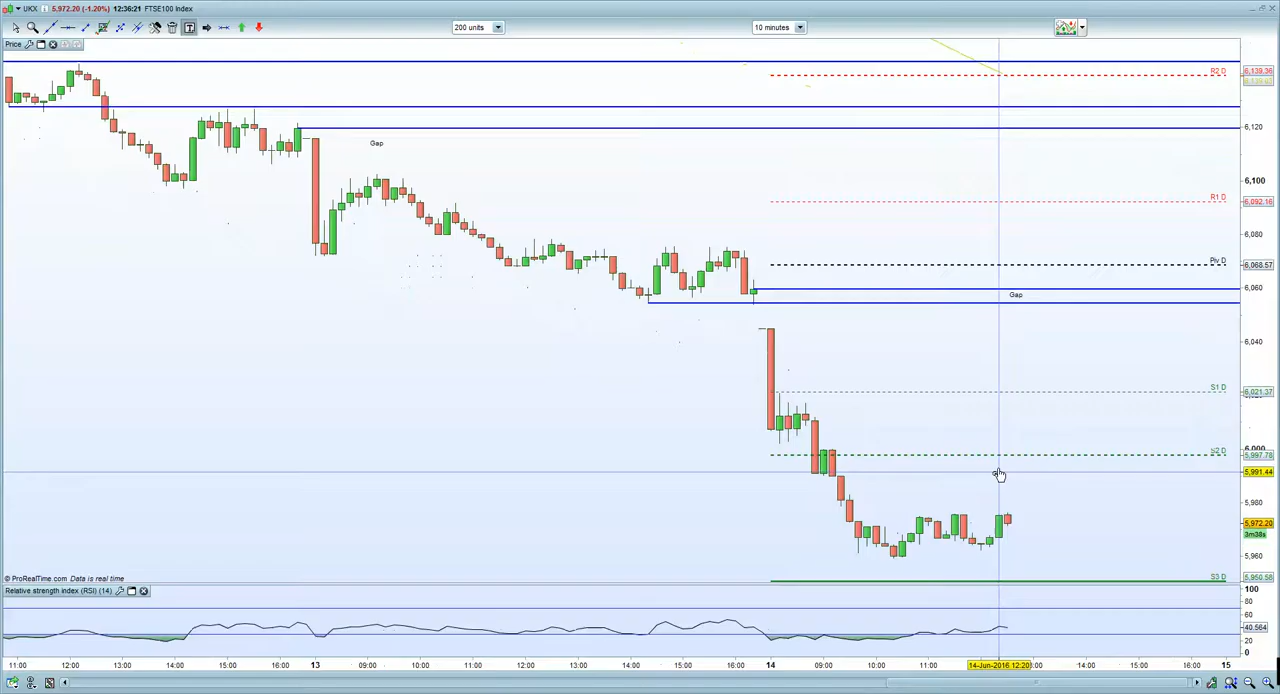 UKX 5,972.20 (-1.20%) 12:36:21 FTSE100 Index
200 units
10 minutes
Price
R2 D
6,139.36
6,120
Gap
6,100
R1 D
6,092.16
6,080
Piv D
6,068.57
6,060
Gap
6,040
S1 D
6,021.37
6,000
S2 D
5,997.78
5,991.44
5,980
5,972.20
3m38s
5,960
S3 D
5,950.58
© ProRealTime.com Data is real time
Relative strength index (RSI) (14)
100
80
40.564
20
0
11:00 12:00 13:00 14:00 15:00 16:00 13 09:00 10:00 11:00 12:00 13:00 14:00 15:00 16:00 14 09:00 10:00 11:00 14-Jun-2016 12:20 3:00 14:00 15:00 16:00 15